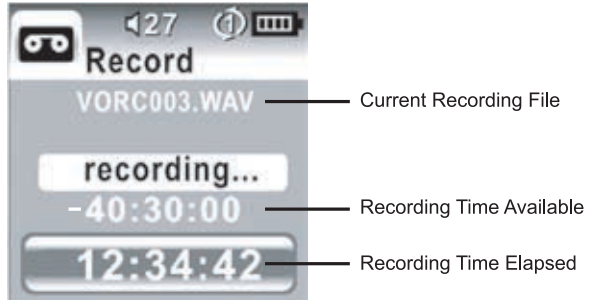 27 1
Record
VORC003.WAV Current Recording File
recording...
-40:30:00 Recording Time Available
12:34:42 Recording Time Elapsed